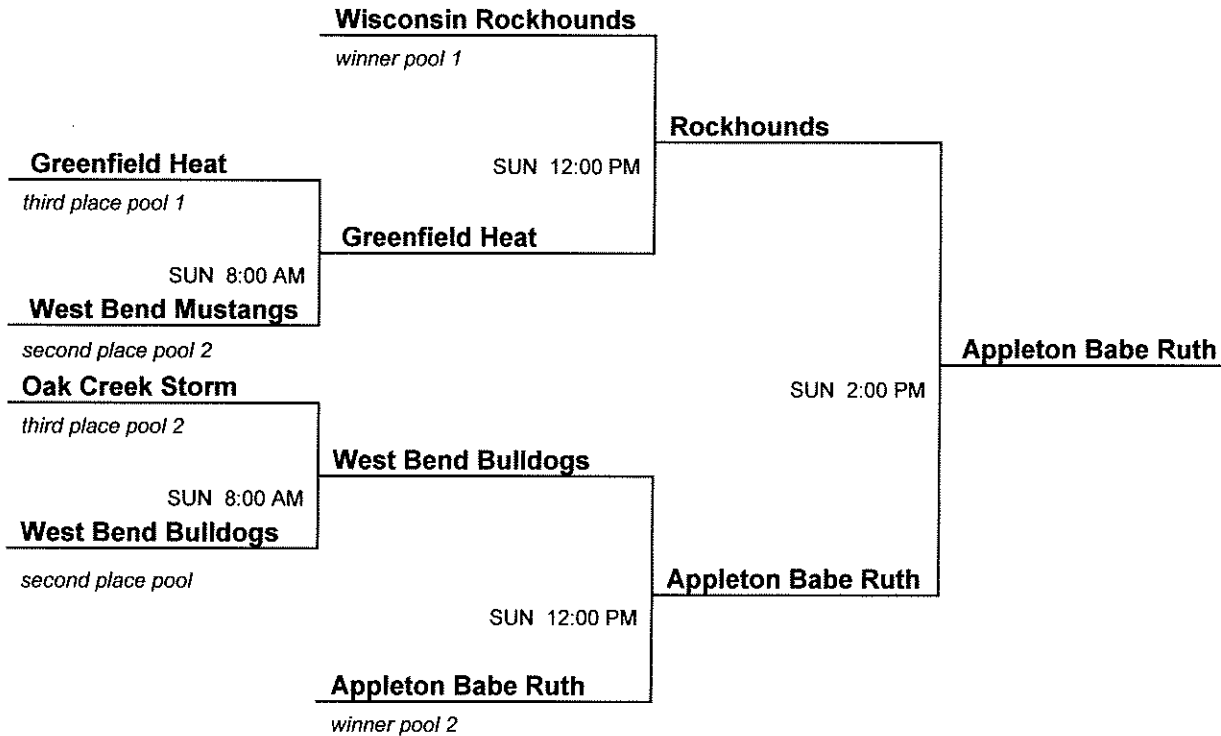 Wisconsin Rockhounds
winner pool 1
Rockhounds
Greenfield Heat
SUN 12:00 PM
third place pool 1
Greenfield Heat
SUN 8:00 AM
West Bend Mustangs
second place pool 2
Appleton Babe Ruth
Oak Creek Storm
SUN 2:00 PM
third place pool 2
West Bend Bulldogs
SUN 8:00 AM
West Bend Bulldogs
second place pool
Appleton Babe Ruth
SUN 12:00 PM
Appleton Babe Ruth
winner pool 2